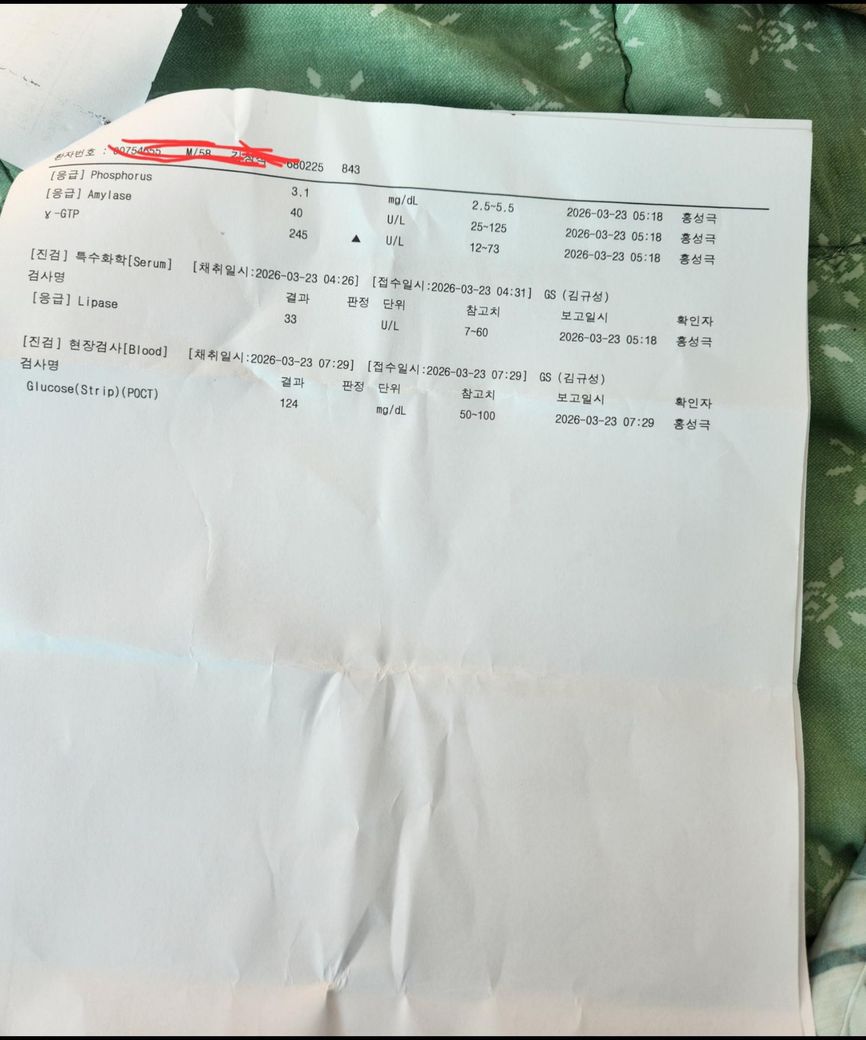 환자번호 : M/58 680225 843
[응급] Phosphorus 3.1 mg/dL 2.5~5.5 2026-03-23 05:18 홍성극
[응급] Amylase 40 U/L 25~125 2026-03-23 05:18 홍성극
ɣ-GTP 245 ▲ U/L 12~73 2026-03-23 05:18 홍성극
[진검] 특수화학[Serum] [채취일시:2026-03-23 04:26] [접수일시:2026-03-23 04:31] GS (김규성)
검사명 결과 판정 단위 참고치 보고일시 확인자
[응급] Lipase 33 U/L 7~60 2026-03-23 05:18 홍성극
[진검] 현장검사[Blood] [채취일시:2026-03-23 07:29] [접수일시:2026-03-23 07:29] GS (김규성)
검사명 결과 판정 단위 참고치 보고일시 확인자
Glucose(Strip)(POCT) 124 mg/dL 50~100 2026-03-23 07:29 홍성극